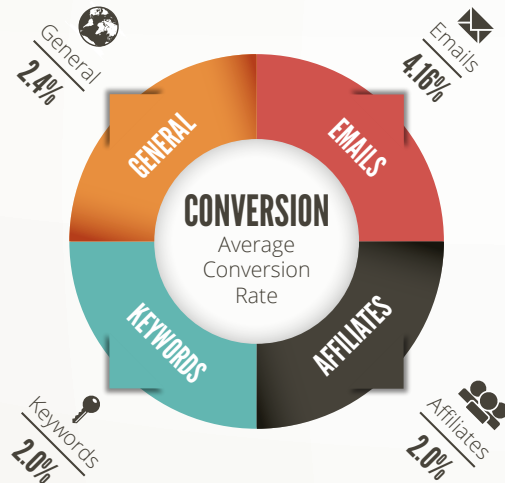 General
2.4%
Emails
4.16%
GENERAL
EMAILS
CONVERSION
Average
Conversion
Rate
KEYWORDS
AFFILIATES
Keywords
2.0%
Affiliates
2.0%